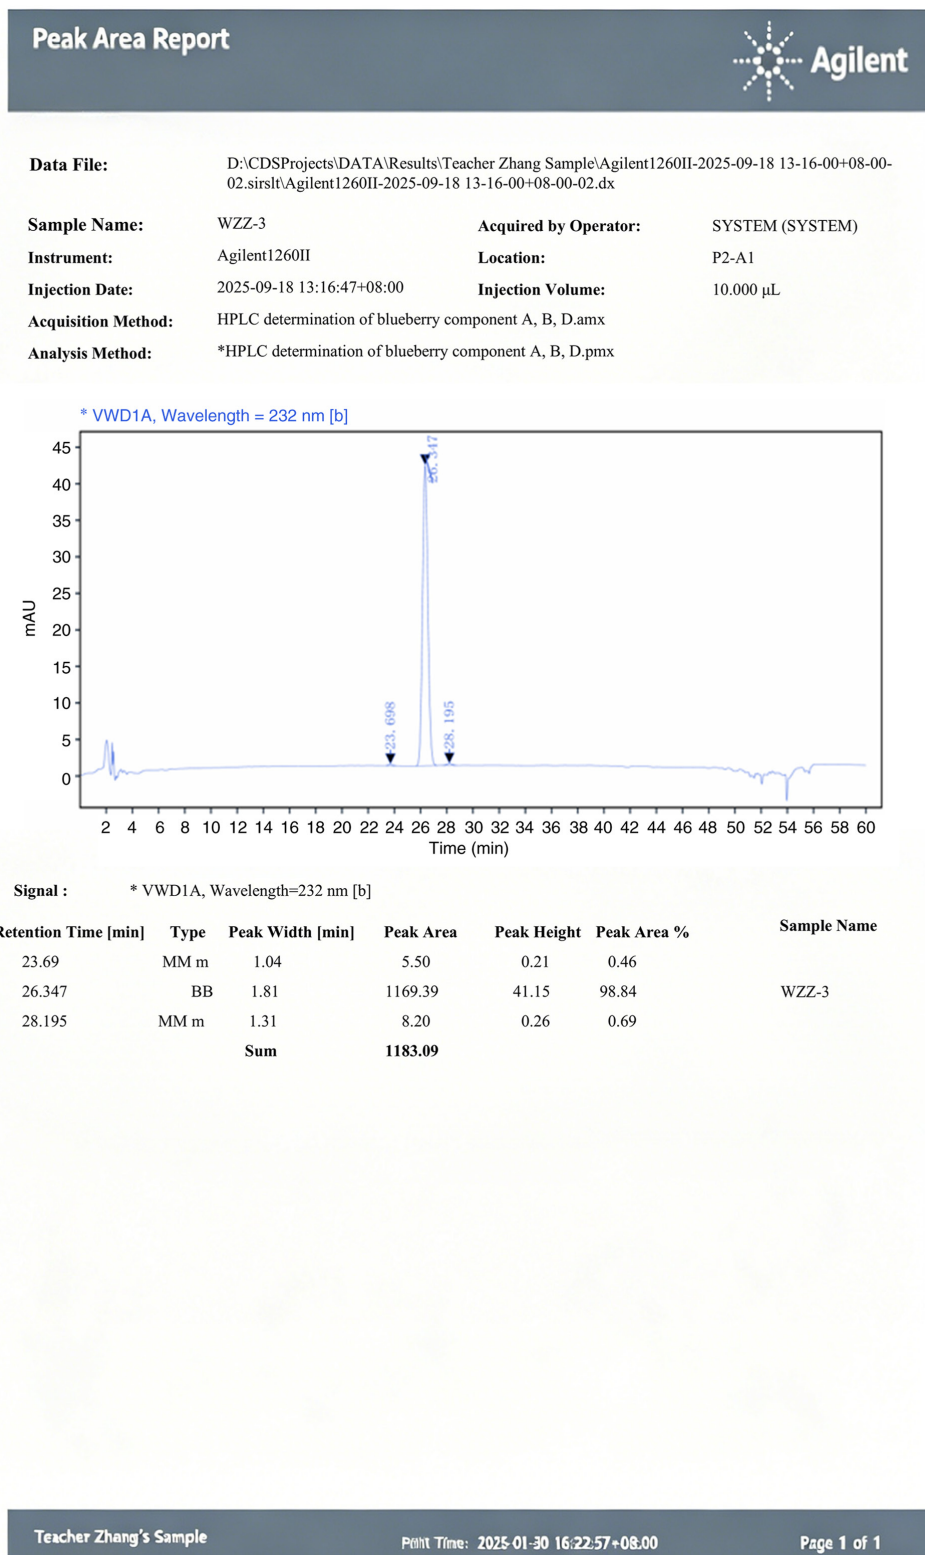 Peak Area Report
Agilent
Data File: D:\CDSProjects\DATA\Results\Teacher Zhang Sample\Agilent1260II-2025-09-18 13-16-00+08-00-
02.sirslt\Agilent1260II-2025-09-18 13-16-00+08-00-02.dx
Sample Name: WZZ-3 Acquired by Operator: SYSTEM (SYSTEM)
Instrument: Agilent1260II Location: P2-A1
Injection Date: 2025-09-18 13:16:47+08:00 Injection Volume: 10.000 μL
Acquisition Method: HPLC determination of blueberry component A, B, D.amx
Analysis Method: *HPLC determination of blueberry component A, B, D.pmx
* VWD1A, Wavelength = 232 nm [b]
45
40
35
30
25
20
15
10
5
0
mAU
23. 698
26. 347
28. 195
2 4 6 8 10 12 14 16 18 20 22 24 26 28 30 32 34 36 38 40 42 44 46 48 50 52 54 56 58 60
Time (min)
Signal : * VWD1A, Wavelength=232 nm [b]
Retention Time [min] Type Peak Width [min] Peak Area Peak Height Peak Area % Sample Name
23.69 MM m 1.04 5.50 0.21 0.46
26.347 BB 1.81 1169.39 41.15 98.84 WZZ-3
28.195 MM m 1.31 8.20 0.26 0.69
Sum 1183.09
Teacher Zhang's Sample Print Time: 2025-01-30 16:22:57+08:00 Page 1 of 1